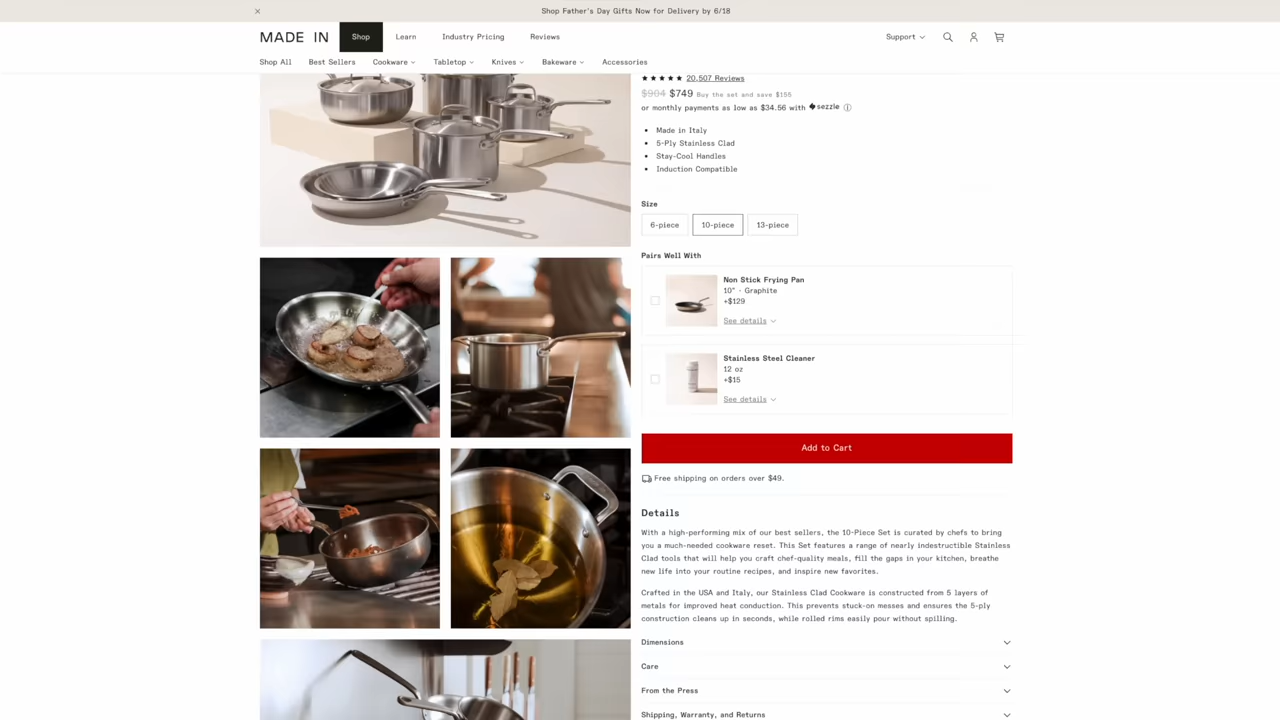 Shop Father's Day Gifts Now for Delivery by 6/18
MADE IN
Shop
Learn
Industry Pricing
Reviews
Support
Shop All
Best Sellers
Cookware
Tabletop
Knives
Bakeware
Accessories
20,507 Reviews
$904 $749 Buy the set and save $155
or monthly payments as low as $34.56 with sezzle
Made in Italy
5-Ply Stainless Clad
Stay-Cool Handles
Induction Compatible
Size
6-piece
10-piece
13-piece
Pairs Well With
Non Stick Frying Pan
10" · Graphite
+$129
See details
Stainless Steel Cleaner
12 oz
+$15
See details
Add to Cart
Free shipping on orders over $49.
Details
With a high-performing mix of our best sellers, the 10-Piece Set is curated by chefs to bring
you a much-needed cookware reset. This Set features a range of nearly indestructible Stainless
Clad tools that will help you craft chef-quality meals, fill the gaps in your kitchen, breathe
new life into your routine recipes, and inspire new favorites.
Crafted in the USA and Italy, our Stainless Clad Cookware is constructed from 5 layers of
metals for improved heat conduction. This prevents stuck-on messes and ensures the 5-ply
construction cleans up in seconds, while rolled rims easily pour without spilling.
Dimensions
Care
From the Press
Shipping, Warranty, and Returns